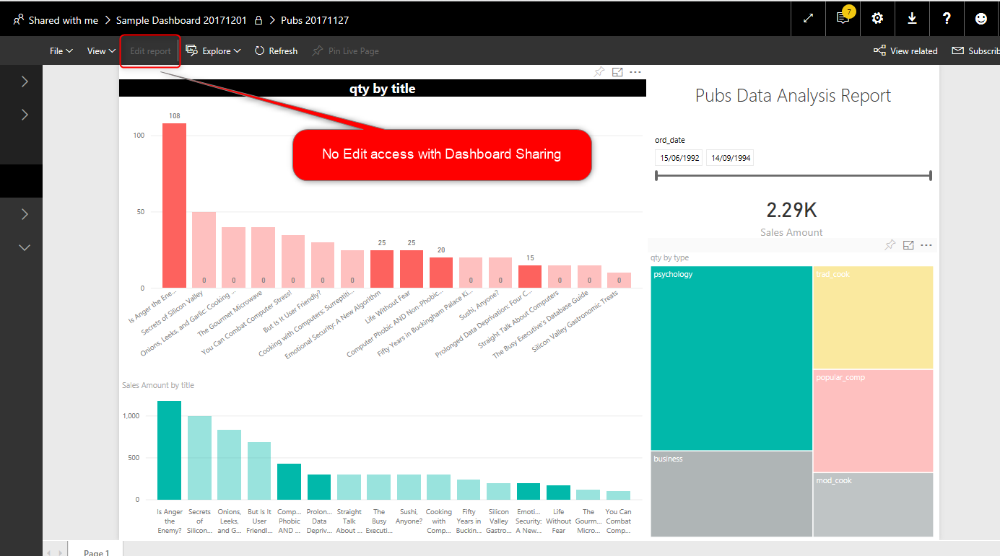 Shared with me > Sample Dashboard 20171201 > Pubs 20171127
7
?
File View Edit report Explore Refresh Pin Live Page View related Subscrib
qty by title
108
100
50
0
25
25
20
15
0 0 0 0 0 0 0 0 0 0 0
Is Anger the Ene...
Secrets of Silicon Valley
Onions, Leeks, and Garlic: Cooking ...
The Gourmet Microwave
You Can Combat Computer Stress!
But Is It User Friendly?
Cooking with Computers: Surreptiti...
Emotional Security: A New Algorithm
Life Without Fear
Computer Phobic AND Non-Phobic...
Fifty Years in Buckingham Palace Ki...
Sushi, Anyone?
Prolonged Data Deprivation: Four C...
Straight Talk About Computers
The Busy Executive's Database Guide
Silicon Valley Gastronomic Treats
No Edit access with Dashboard Sharing
Pubs Data Analysis Report
ord_date
15/06/1992 14/09/1994
2.29K
Sales Amount
qty by type
psychology
trad_cook
popular_comp
business
mod_cook
Sales Amount by title
1,000
500
0
Is Anger the Enemy?
Secrets of Silicon...
Onions, Leeks, and G...
But Is It User Friendl...
Comp... Phobic AND ...
Prolon... Data Depriv...
Straight Talk About ...
The Busy Executi...
Sushi, Anyone?
Cooking with Comp...
Fifty Years in Buckin...
Silicon Valley Gastro...
Emoti... Security: A New...
Life Without Fear
The Gourm... Micro...
You Can Combat Comp...
Page 1